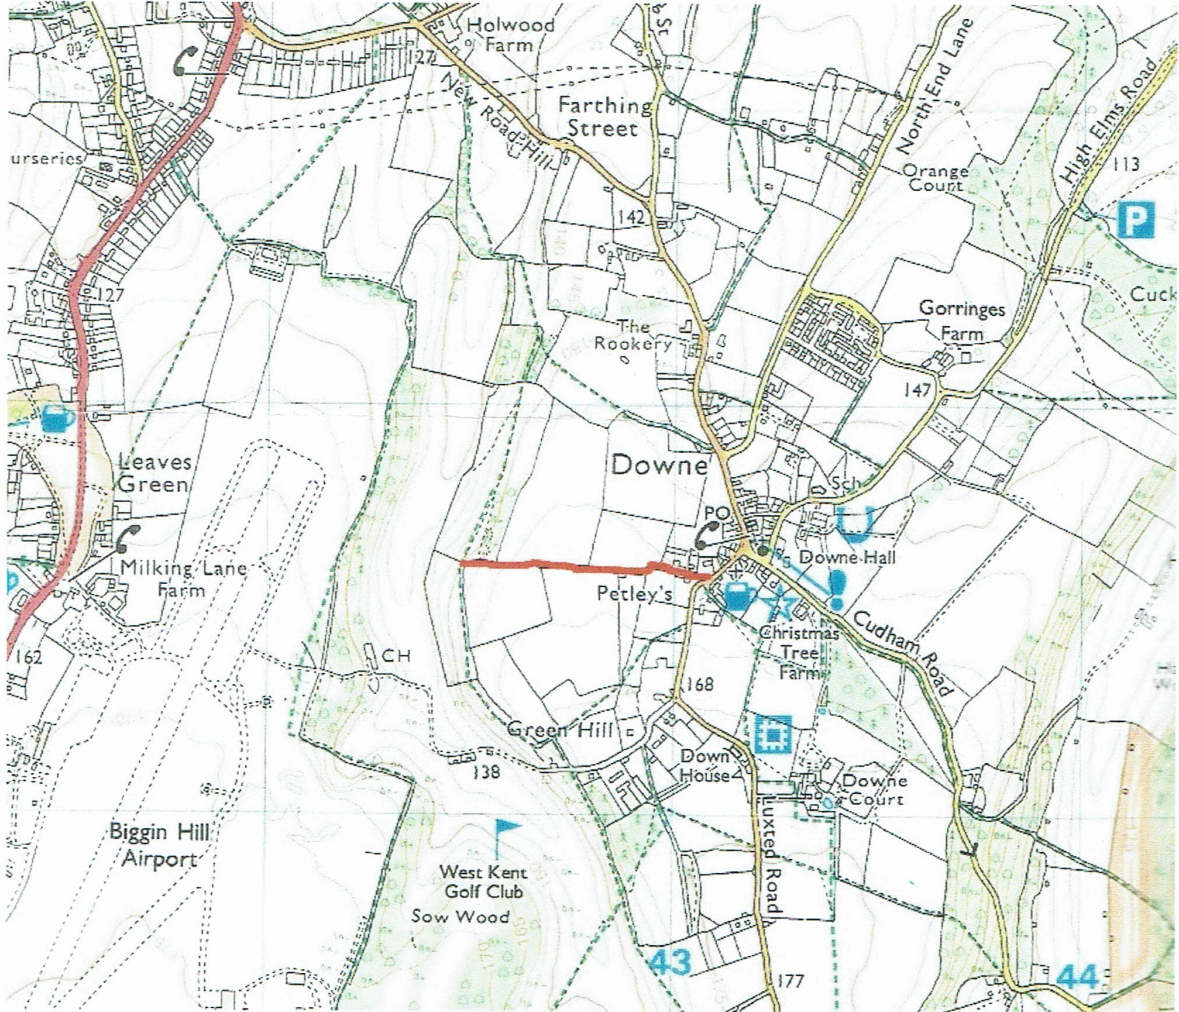 Holwood
Farm
127
New Road Hill
Farthing
Street
St
North End Lane
High Elms Road
113
urseries
Orange
Court
P
142
127
Gorringes
Farm
Cuck
The
Rookery
147
Leaves
Green
Downe
Sch
PO
Downe Hall
Milking Lane
Farm
Petley's
Christmas
Tree
Farm
Cudham Road
162
CH
168
Green Hill
138
Down
House
Downe
Court
Luxted Road
Biggin Hill
Airport
West Kent
Golf Club
Sow Wood
43
44
177